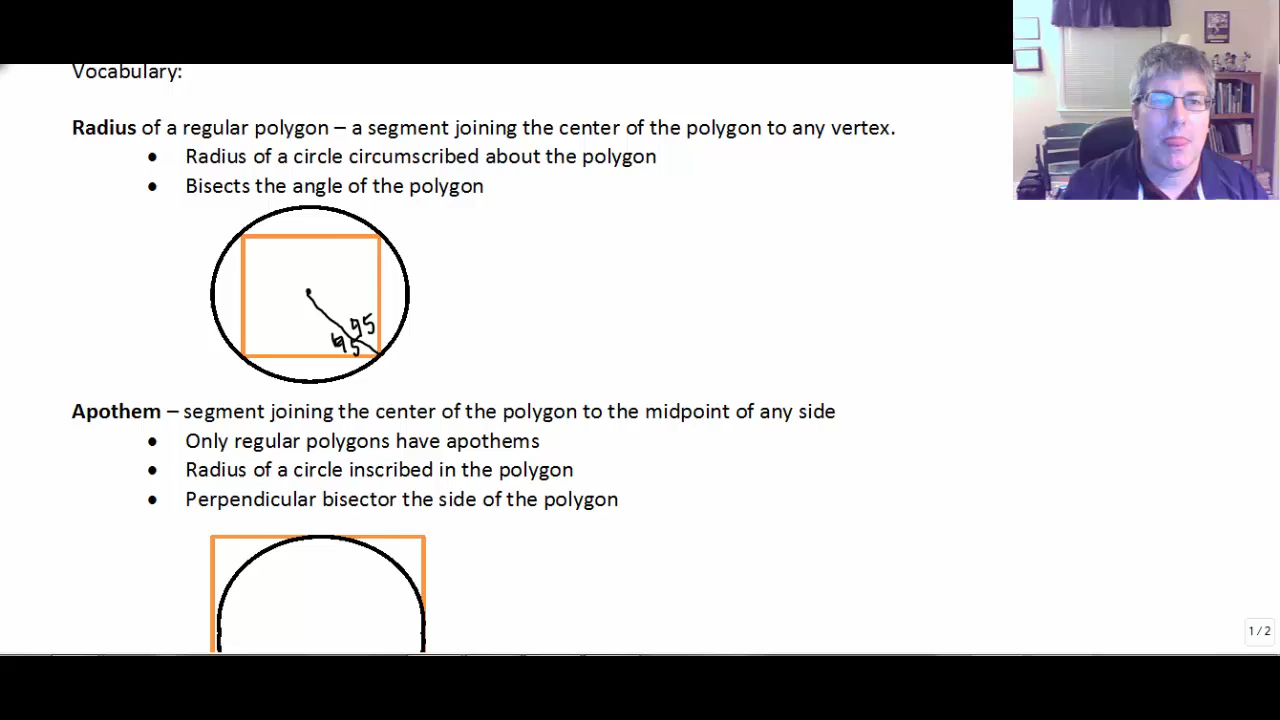 Vocabulary:
Radius of a regular polygon – a segment joining the center of the polygon to any vertex.
• Radius of a circle circumscribed about the polygon
• Bisects the angle of the polygon
45
45
Apothem – segment joining the center of the polygon to the midpoint of any side
• Only regular polygons have apothems
• Radius of a circle inscribed in the polygon
• Perpendicular bisector the side of the polygon
1 / 2